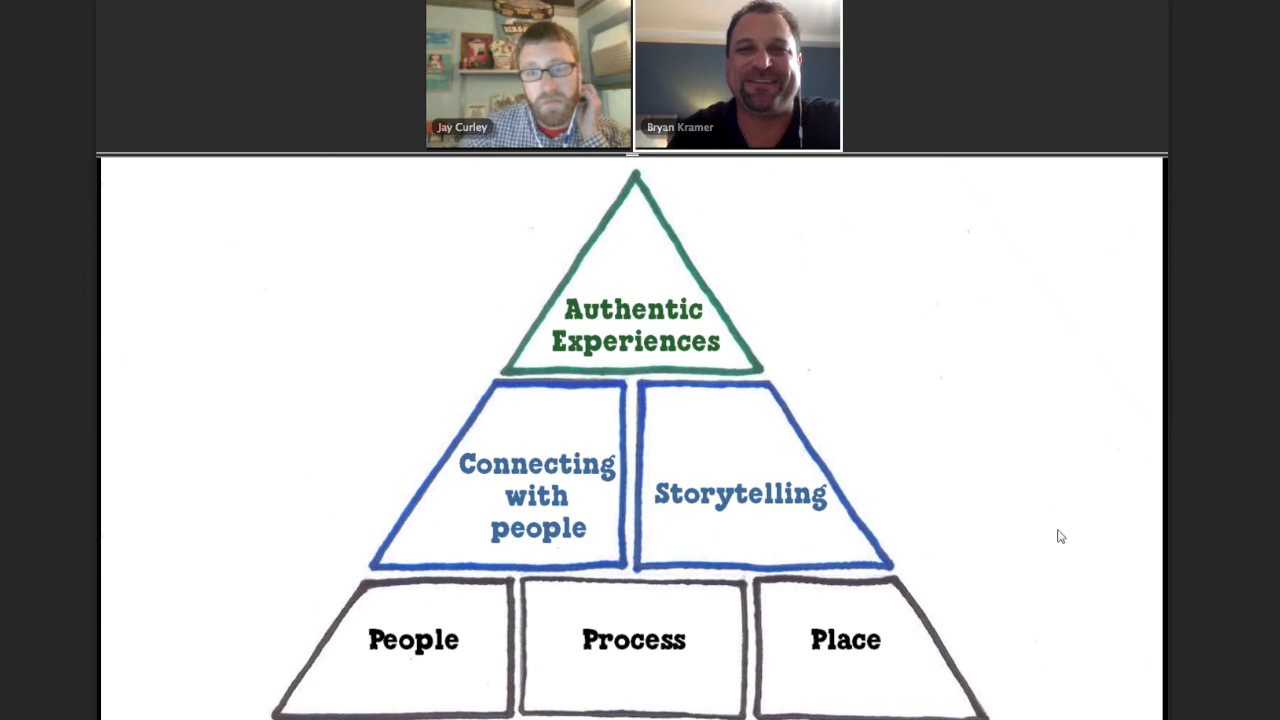 Jay Curley
Bryan Kramer
Authentic
Experiences
Connecting
with
people
Storytelling
People
Process
Place